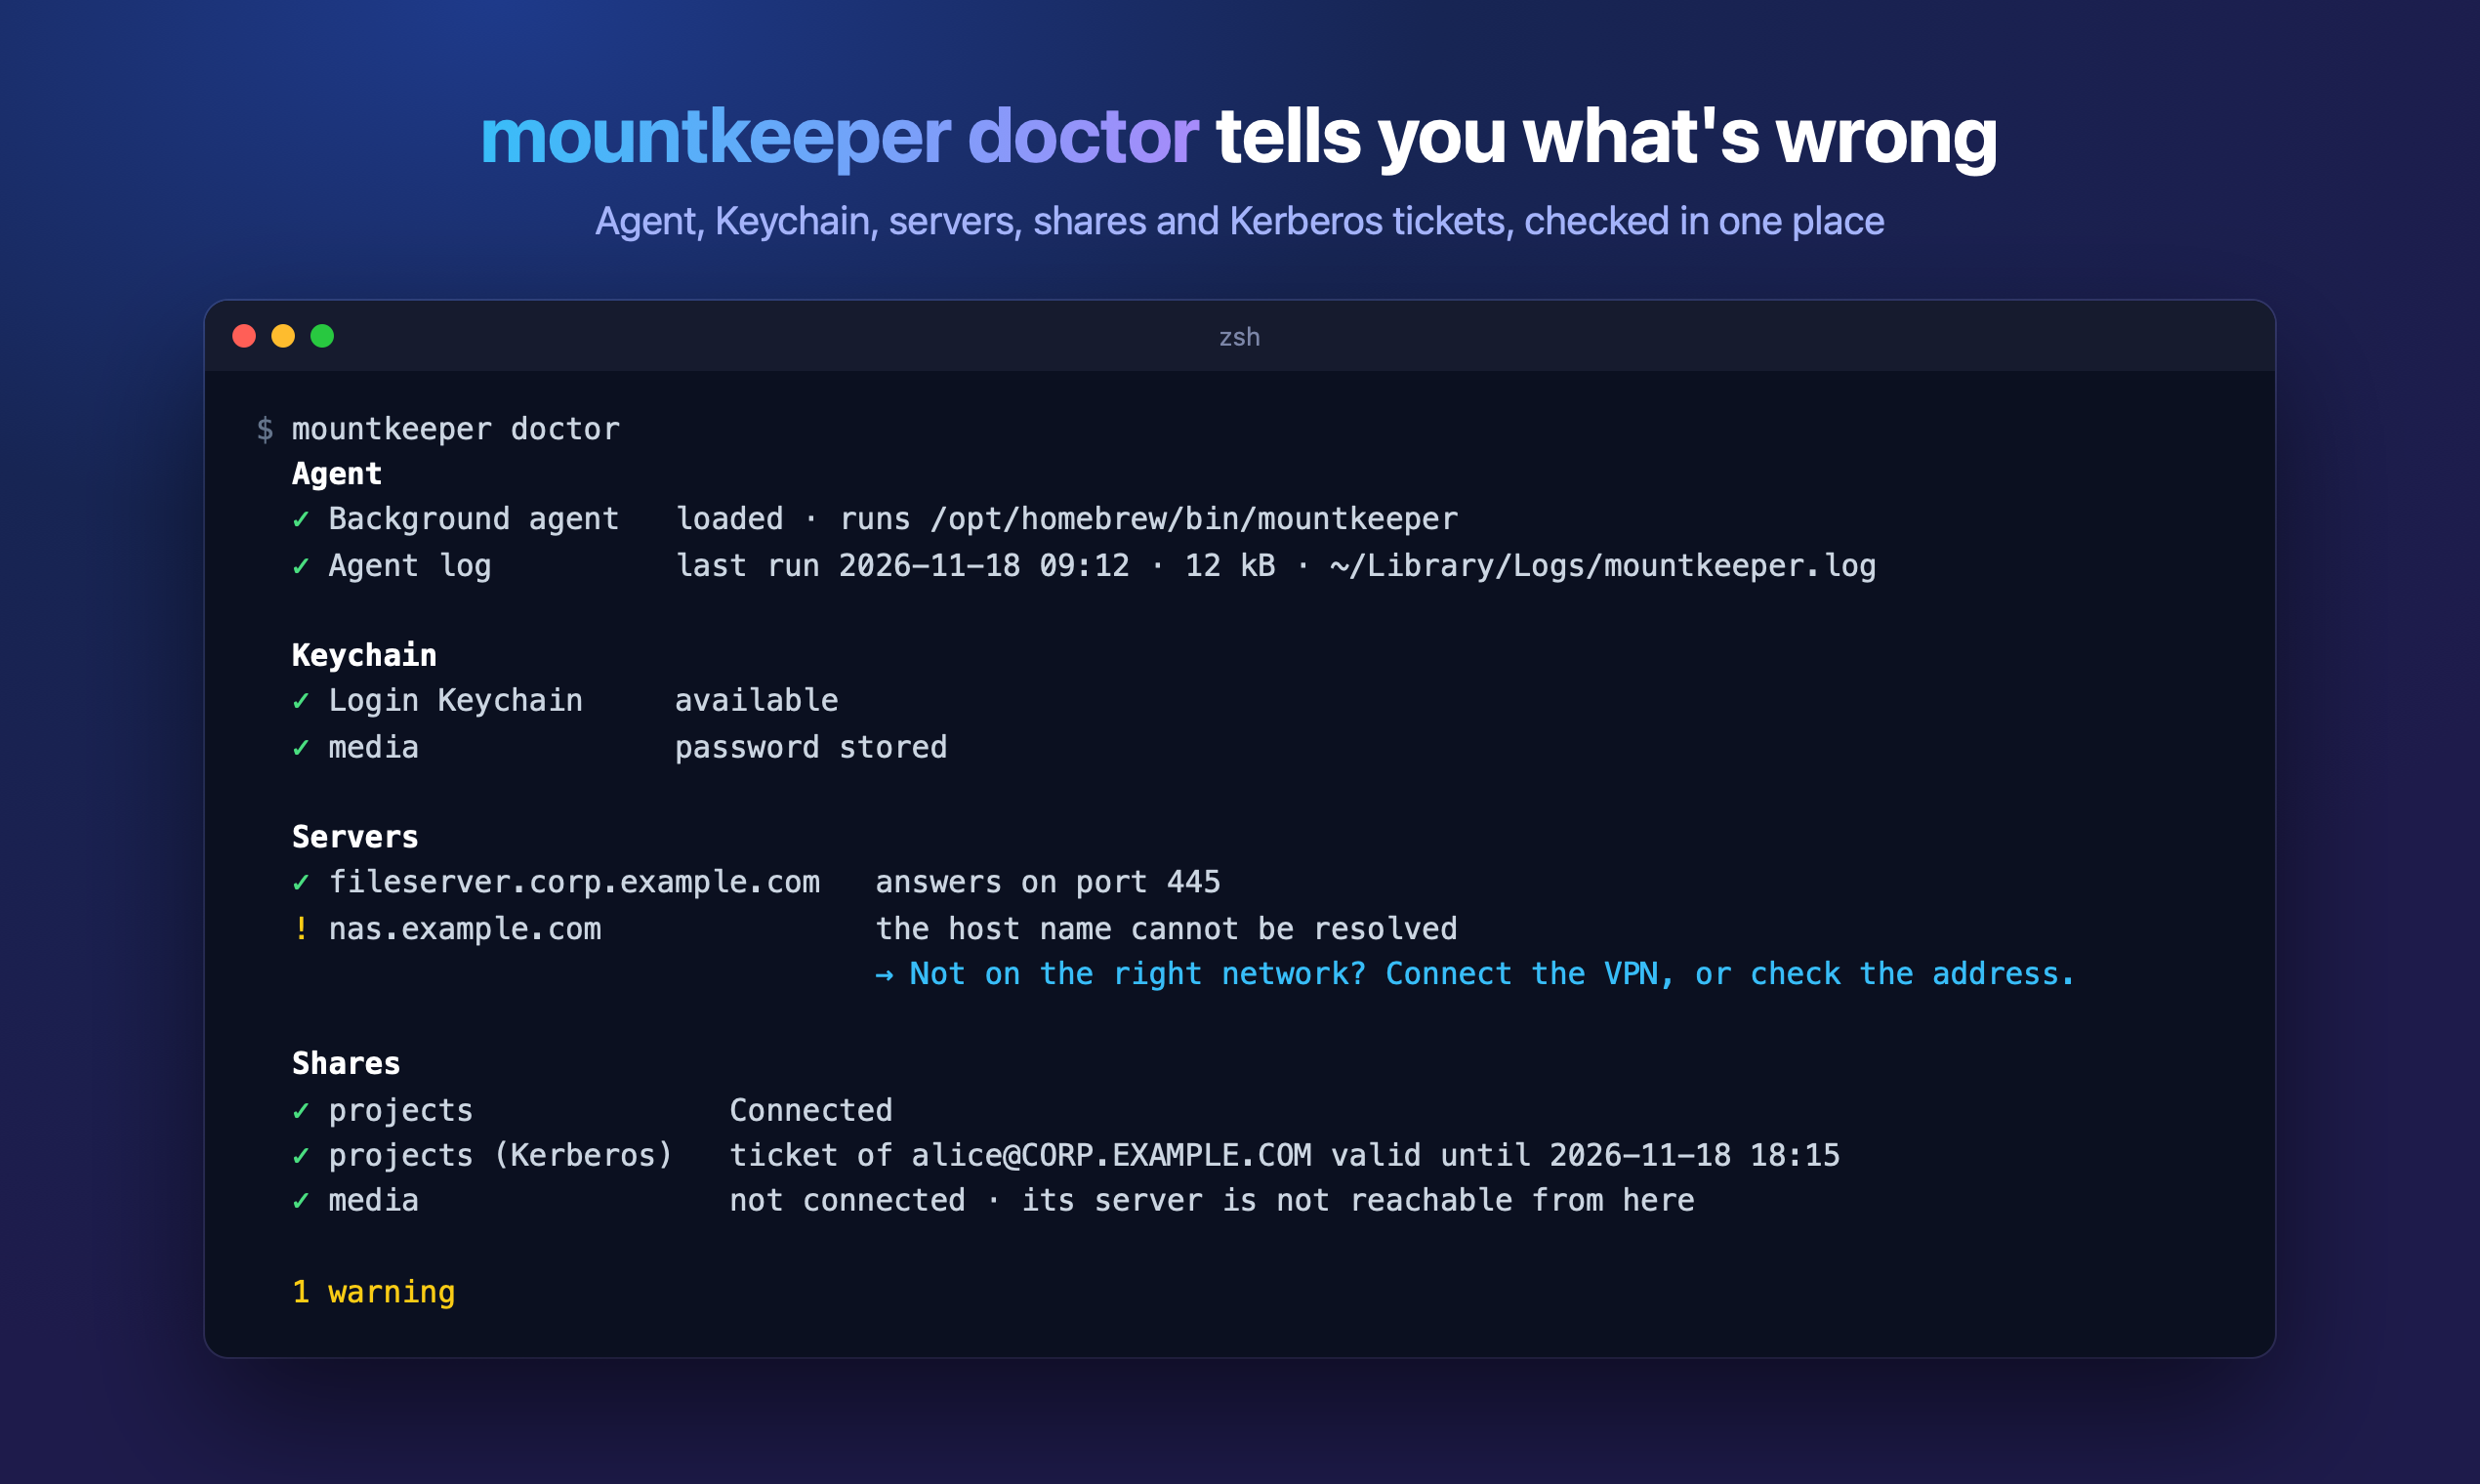 mountkeeper doctor tells you what's wrong
Agent, Keychain, servers, shares and Kerberos tickets, checked in one place
zsh
$ mountkeeper doctor
Agent
✓ Background agent   loaded · runs /opt/homebrew/bin/mountkeeper
✓ Agent log          last run 2026-11-18 09:12 · 12 kB · ~/Library/Logs/mountkeeper.log
Keychain
✓ Login Keychain     available
✓ media              password stored
Servers
✓ fileserver.corp.example.com   answers on port 445
! nas.example.com               the host name cannot be resolved
→ Not on the right network? Connect the VPN, or check the address.
Shares
✓ projects              Connected
✓ projects (Kerberos)   ticket of alice@CORP.EXAMPLE.COM valid until 2026-11-18 18:15
✓ media                 not connected · its server is not reachable from here
1 warning